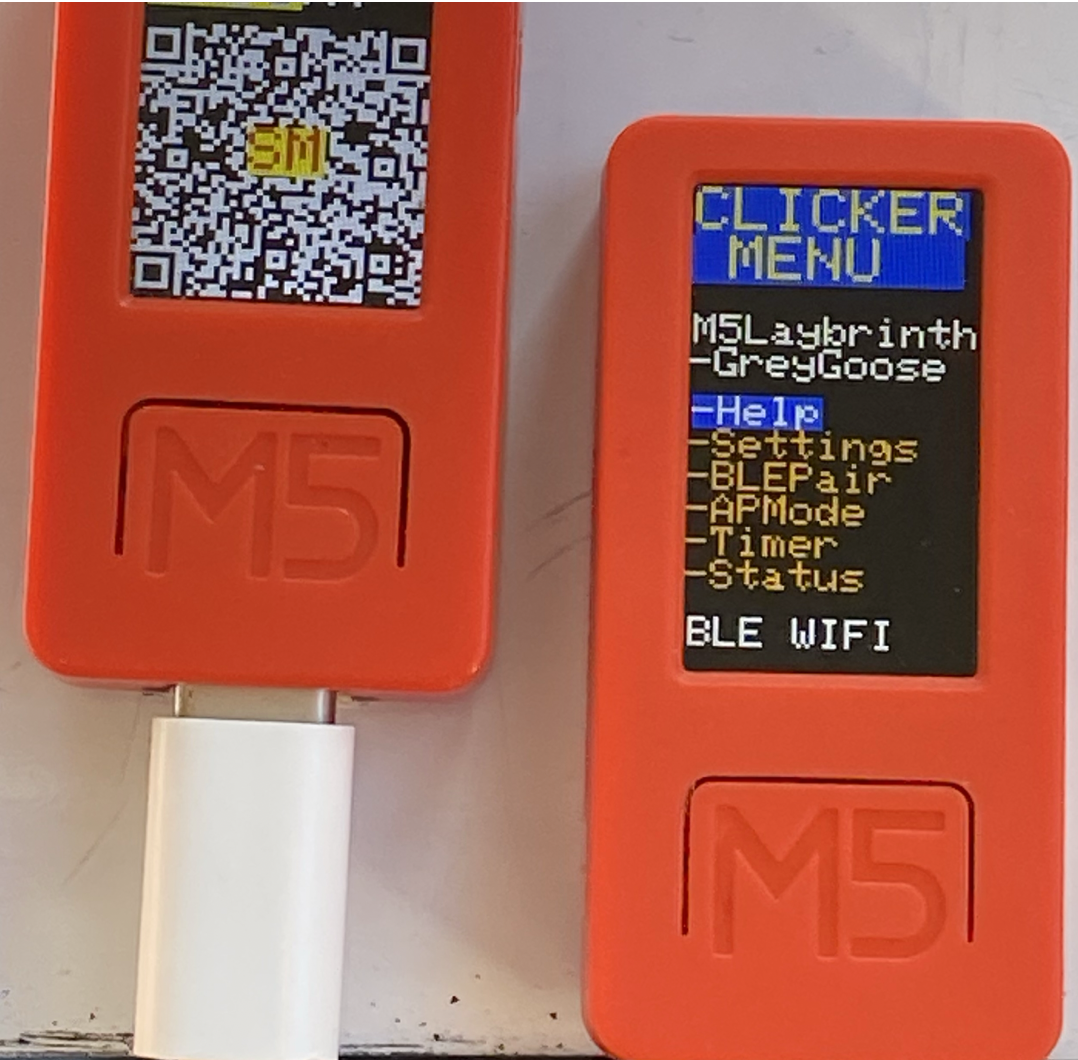 SM
M5
CLICKER
MENU
M5Laybrinth
-GreyGoose
-Help
-Settings
-BLEPair
-APMode
-Timer
-Status
BLE WIFI
M5